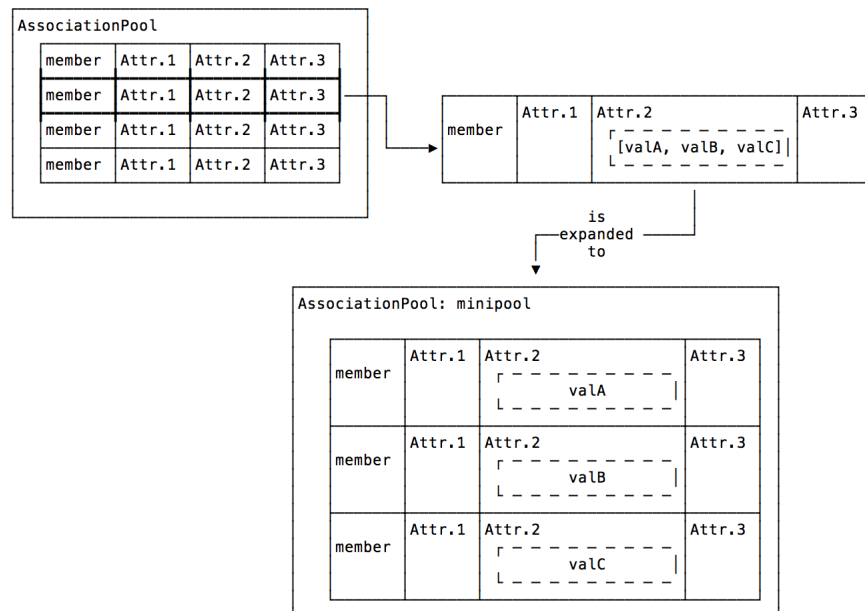 AssociationPool
member Attr.1 Attr.2 Attr.3
member Attr.1 Attr.2 Attr.3
member Attr.1 Attr.2 Attr.3
member Attr.1 Attr.2 Attr.3
Attr.1 Attr.2 Attr.3
member
[valA, valB, valC]
is
expanded
to
AssociationPool: minipool
Attr.1 Attr.2 Attr.3
member
valA
Attr.1 Attr.2 Attr.3
member
valB
Attr.1 Attr.2 Attr.3
member
valC